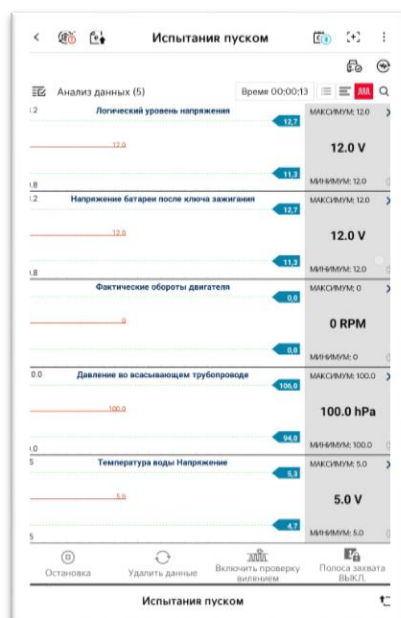 Испытания пуском
Анализ данных (5)
Время 00:00:13
Логический уровень напряжения
12,7
12.0
11,3
МАКСИМУМ: 12.0
12.0 V
МИНИМУМ: 12.0
Напряжение батареи после ключа зажигания
12,7
12.0
11,3
МАКСИМУМ: 12.0
12.0 V
МИНИМУМ: 12.0
Фактические обороты двигателя
0,0
0
0,0
МАКСИМУМ: 0
0 RPM
МИНИМУМ: 0
Давление во всасывающем трубопроводе
106,0
100.0
94,0
МАКСИМУМ: 100.0
100.0 hPa
МИНИМУМ: 100.0
Температура воды Напряжение
5,3
5.0
4,7
МАКСИМУМ: 5.0
5.0 V
МИНИМУМ: 5.0
Остановка
Удалить данные
Включить проверку
вилением
Полоса захвата
ВЫКЛ.
Испытания пуском